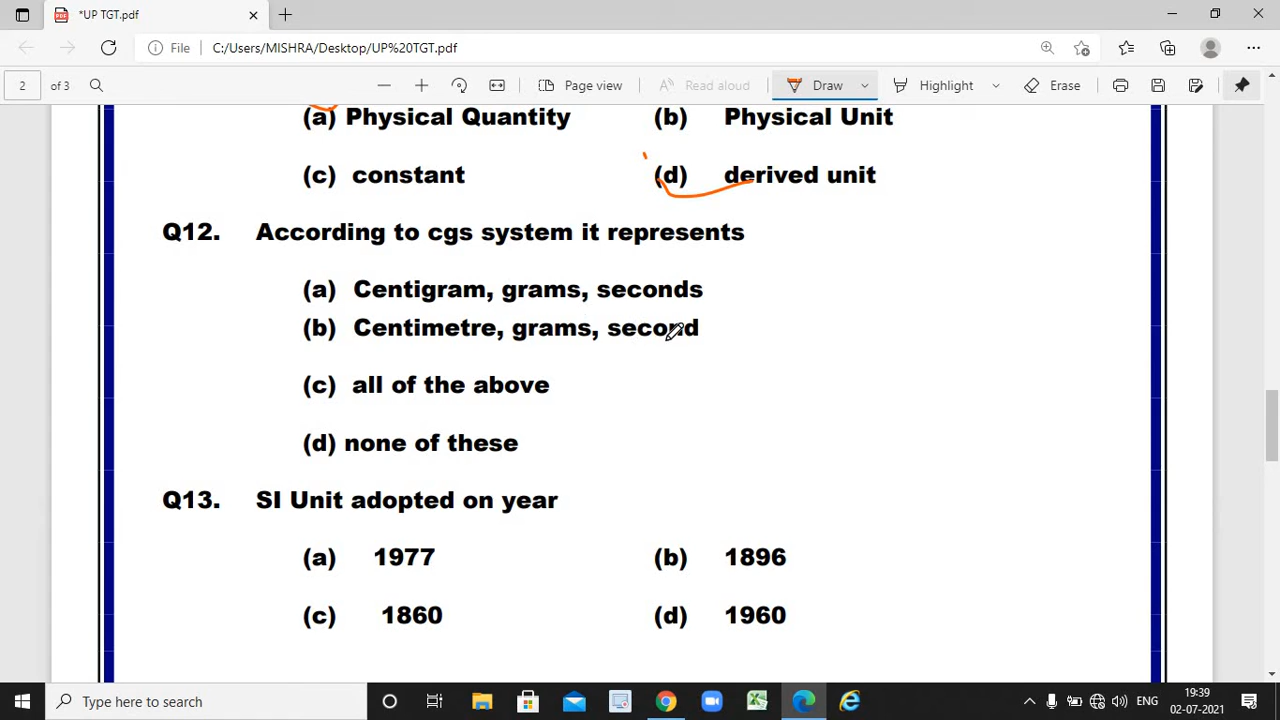 *UP TGT.pdf
File C:/Users/MISHRA/Desktop/UP%20TGT.pdf
2 of 3 Page view Read aloud Draw Highlight Erase
(a) Physical Quantity (b) Physical Unit
(c) constant (d) derived unit
Q12. According to cgs system it represents
(a) Centigram, grams, seconds
(b) Centimetre, grams, second
(c) all of the above
(d) none of these
Q13. SI Unit adopted on year
(a) 1977 (b) 1896
(c) 1860 (d) 1960
Type here to search ENG 19:39
02-07-2021